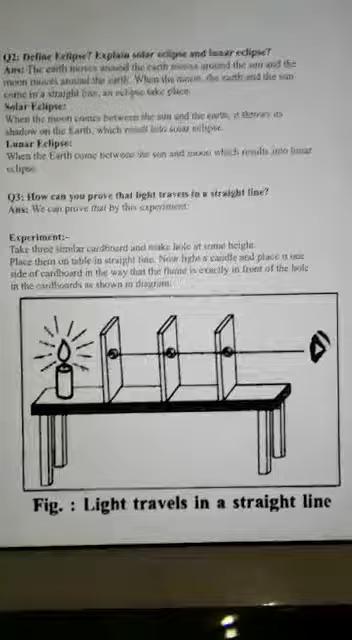 Q2: Define Eclipse? Explain solar eclipse and lunar eclipse?
Ans: The earth moves around the earth moves around the sun and the
moon moves around the earth. When the moon, the earth and the sun
come in a straight line, an eclipse take place.
Solar Eclipse:
When the moon comes between the sun and the earth, it throws its
shadow on the Earth, which result into solar eclipse.
Lunar Eclipse:
When the Earth come between the sun and moon which results into lunar
eclipse.
Q3: How can you prove that light travels in a straight line?
Ans: We can prove that by this experiment:
Experiment:-
Take three similar cardboard and make hole at some height.
Place them on table in straight line. Now light a candle and place it one
side of cardboard in the way that the flame is exactly in front of the hole
in the cardboards as shown in diagram.
Fig. : Light travels in a straight line